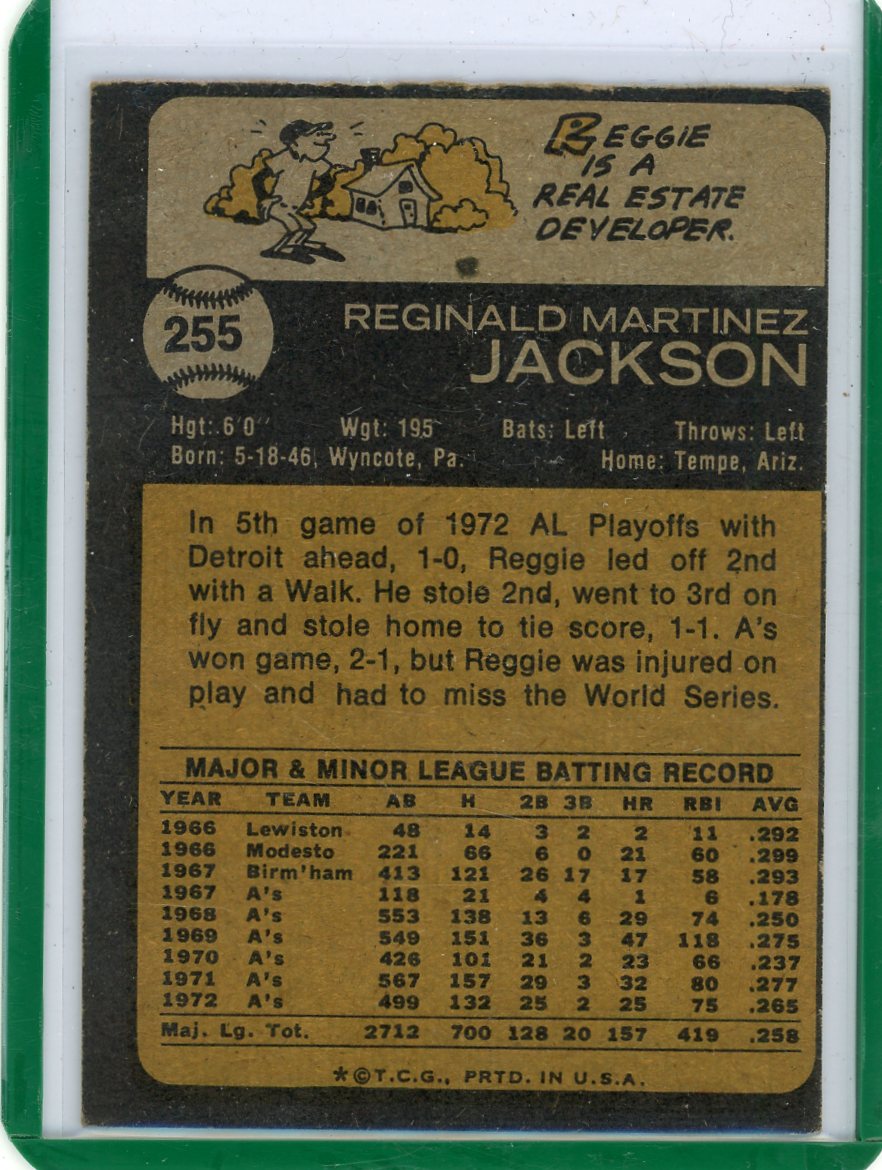 REGGIE
IS A
REAL ESTATE
DEVELOPER.
255
REGINALD MARTINEZ
JACKSON
Hgt: 6'0" Wgt: 195 Bats: Left Throws: Left
Born: 5-18-46, Wyncote, Pa. Home: Tempe, Ariz.
In 5th game of 1972 AL Playoffs with
Detroit ahead, 1-0, Reggie led off 2nd
with a Walk. He stole 2nd, went to 3rd on
fly and stole home to tie score, 1-1. A's
won game, 2-1, but Reggie was injured on
play and had to miss the World Series.
MAJOR & MINOR LEAGUE BATTING RECORD
YEAR TEAM AB H 2B 3B HR RBI AVG
1966 Lewiston 48 14 3 2 2 11 .292
1966 Modesto 221 66 6 0 21 60 .299
1967 Birm'ham 413 121 26 17 17 58 .293
1967 A's 118 21 4 4 1 6 .178
1968 A's 553 138 13 6 29 74 .250
1969 A's 549 151 36 3 47 118 .275
1970 A's 426 101 21 2 23 66 .237
1971 A's 567 157 29 3 32 80 .277
1972 A's 499 132 25 2 25 75 .265
Maj. Lg. Tot. 2712 700 128 20 157 419 .258
*©T.C.G., PRTD. IN U.S.A.